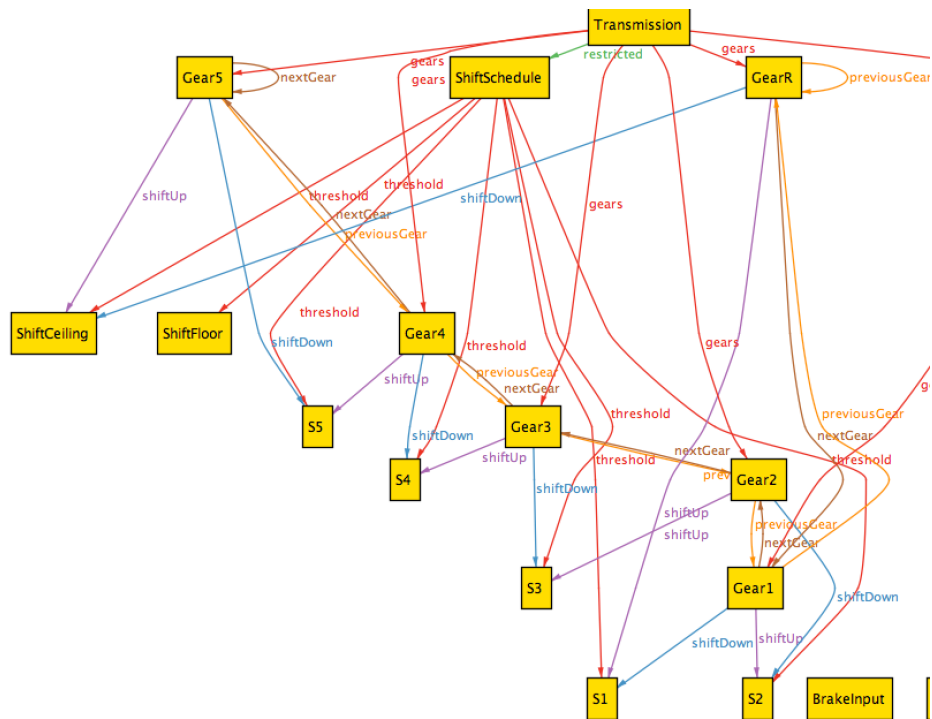 Transmission
restricted
gears
gears
gears
Gear5
nextGear
ShiftSchedule
GearR
previousGear
shiftUp
threshold
shiftDown
nextGear
previousGear
gears
ShiftCeiling
ShiftFloor
threshold
shiftDown
Gear4
threshold
gears
shiftUp
previousGear
nextGear
previousGear
S5
Gear3
threshold
nextGear
nextGear
shiftDown
shiftUp
threshold
threshold
S4
shiftDown
prev
Gear2
shiftUp
previousGear
shiftUp
nextGear
S3
Gear1
shiftDown
shiftDown
shiftUp
S1
S2
BrakeInput